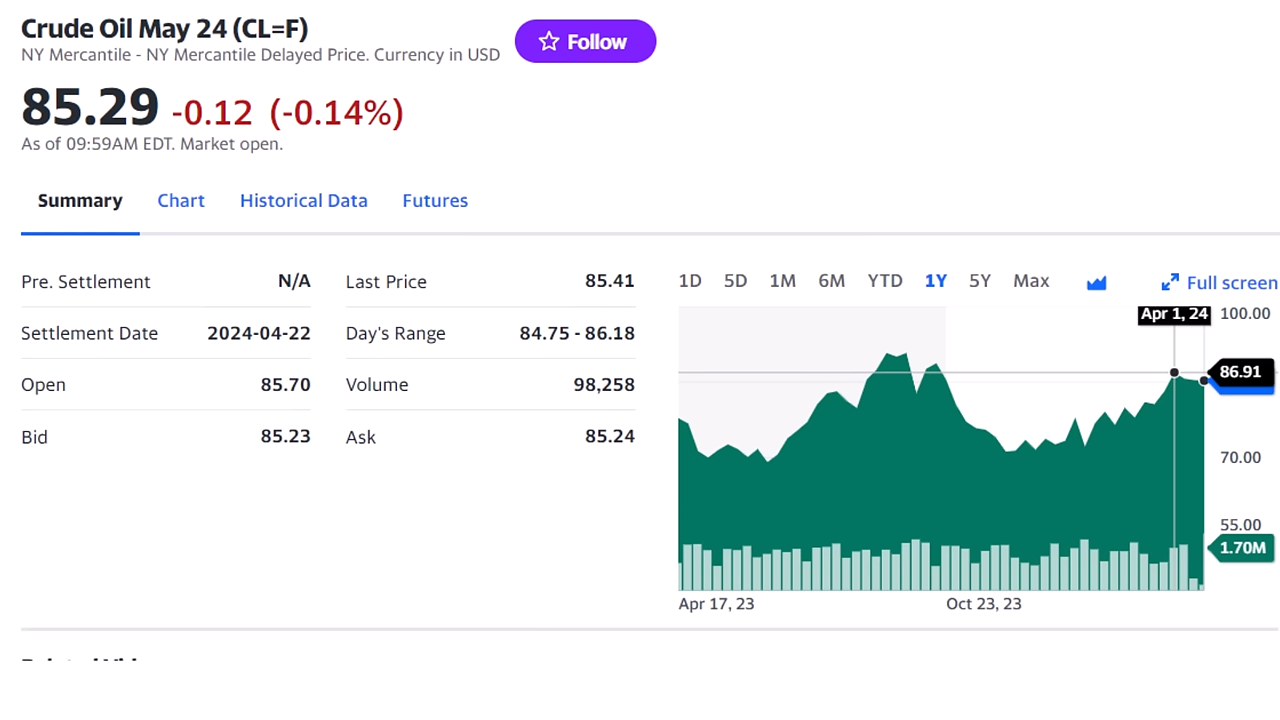 Crude Oil May 24 (CL=F)
NY Mercantile - NY Mercantile Delayed Price. Currency in USD
Follow
85.29 -0.12 (-0.14%)
As of 09:59AM EDT. Market open.
Summary Chart Historical Data Futures
Pre. Settlement N/A
Settlement Date 2024-04-22
Open 85.70
Bid 85.23
Last Price 85.41
Day's Range 84.75 - 86.18
Volume 98,258
Ask 85.24
1D 5D 1M 6M YTD 1Y 5Y Max Full screen
Apr 1, 24
100.00
86.91
70.00
55.00
1.70M
Apr 17, 23 Oct 23, 23